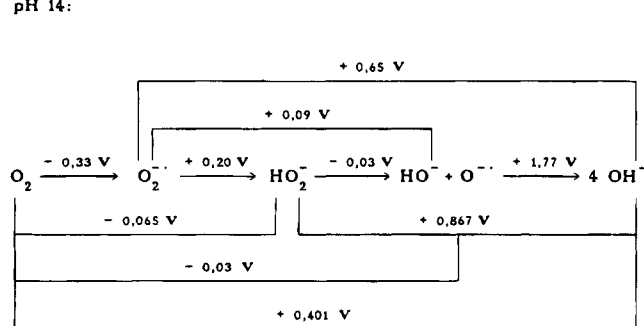 pH 14:
+ 0,65 V
+ 0,09 V
O₂ − 0,33 V O₂⁻· + 0,20 V HO₂⁻ − 0,03 V HO⁻ + O⁻· + 1,77 V 4 OH⁻
− 0,065 V + 0,867 V
− 0,03 V
+ 0,401 V